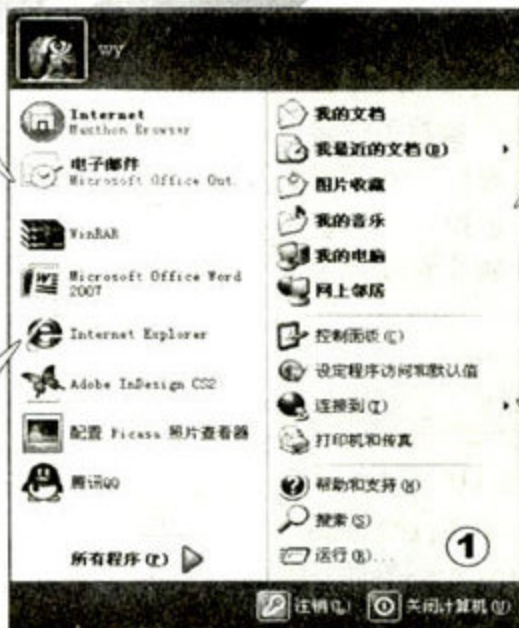 wy
Internet
Maxthon Browser
电子邮件
Microsoft Office Out...
WinRAR
Microsoft Office Word
2007
Internet Explorer
Adobe InDesign CS2
配置 Picasa 照片查看器
腾讯QQ
所有程序(P)
我的文档
我最近的文档(D)
图片收藏
我的音乐
我的电脑
网上邻居
控制面板(C)
设定程序访问和默认值
连接到(T)
打印机和传真
帮助和支持(H)
搜索(S)
运行(R)...
1
注销(L)
关闭计算机(U)